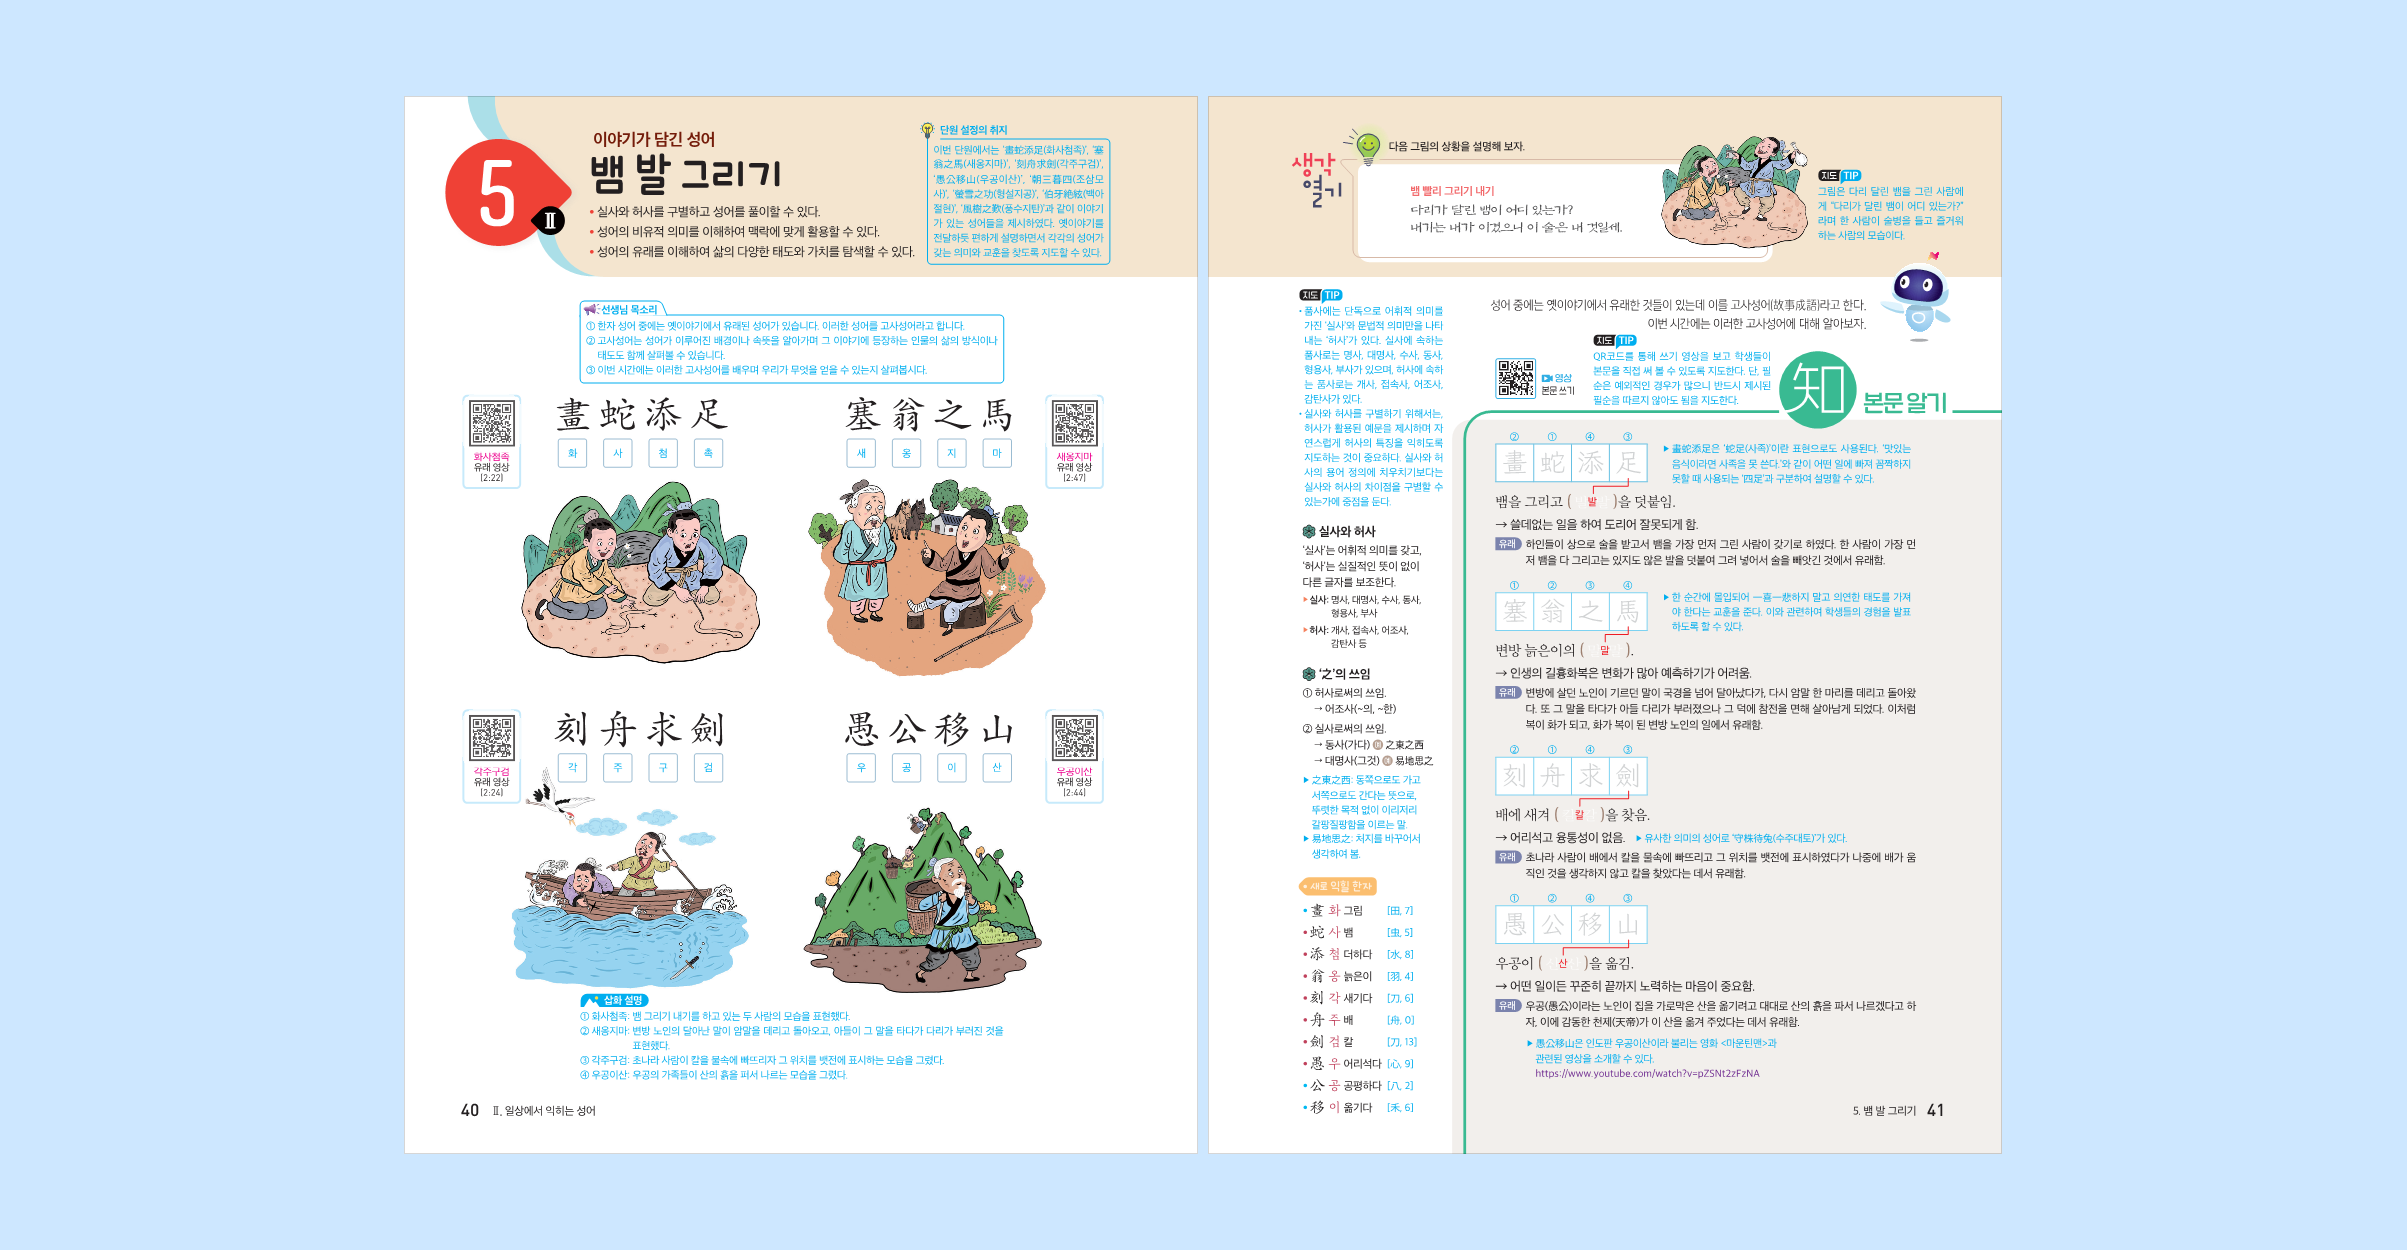 이야기가 담긴 성어
5
Ⅱ
뱀 발 그리기
• 실사와 허사를 구별하고 성어를 풀이할 수 있다.
• 성어의 비유적 의미를 이해하여 맥락에 맞게 활용할 수 있다.
• 성어의 유래를 이해하여 삶의 다양한 태도와 가치를 탐색할 수 있다.
단원 설정의 취지
이번 단원에서는 ‘畫蛇添足(화사첨족)’, ‘塞
翁之馬(새옹지마)’, ‘刻舟求劍(각주구검)’,
‘愚公移山(우공이산)’, ‘朝三暮四(조삼모
사)’, ‘螢雪之功(형설지공)’, ‘伯牙絶絃(백아
절현)’, ‘風樹之歎(풍수지탄)’과 같이 이야기
가 있는 성어들을 제시하였다. 옛이야기를
전달하듯 편하게 설명하면서 각각의 성어가
갖는 의미와 교훈을 찾도록 지도할 수 있다.
선생님 목소리
① 한자 성어 중에는 옛이야기에서 유래된 성어가 있습니다. 이러한 성어를 고사성어라고 합니다.
② 고사성어는 성어가 이루어진 배경이나 속뜻을 알아가며 그 이야기에 등장하는 인물의 삶의 방식이나
태도도 함께 살펴볼 수 있습니다.
③ 이번 시간에는 이러한 고사성어를 배우며 우리가 무엇을 얻을 수 있는지 살펴봅시다.
화사첨족
유래 영상
(2:22)
畫蛇添足
화 사 첨 족
塞翁之馬
새 옹 지 마
새옹지마
유래 영상
(2:47)
각주구검
유래 영상
(2:24)
刻舟求劍
각 주 구 검
愚公移山
우 공 이 산
우공이산
유래 영상
(2:44)
삽화 설명
① 화사첨족: 뱀 그리기 내기를 하고 있는 두 사람의 모습을 표현했다.
② 새옹지마: 변방 노인의 달아난 말이 암말을 데리고 돌아오고, 아들이 그 말을 타다가 다리가 부러진 것을
표현했다.
③ 각주구검: 초나라 사람이 칼을 물속에 빠뜨리자 그 위치를 뱃전에 표시하는 모습을 그렸다.
④ 우공이산: 우공의 가족들이 산의 흙을 퍼서 나르는 모습을 그렸다.
40 Ⅱ. 일상에서 익히는 성어
생각
열기
다음 그림의 상황을 설명해 보자.
뱀 빨리 그리기 내기
다리가 달린 뱀이 어디 있는가?
내기는 내가 이겼으니 이 술은 내 것일세.
지도 TIP
그림은 다리 달린 뱀을 그린 사람에
게 “다리가 달린 뱀이 어디 있는가?”
라며 한 사람이 술병을 들고 즐거워
하는 사람의 모습이다.
지도 TIP
• 품사에는 단독으로 어휘적 의미를
가진 ‘실사’와 문법적 의미만을 나타
내는 ‘허사’가 있다. 실사에 속하는
품사로는 명사, 대명사, 수사, 동사,
형용사, 부사가 있으며, 허사에 속하
는 품사로는 개사, 접속사, 어조사,
감탄사가 있다.
• 실사와 허사를 구별하기 위해서는,
허사가 활용된 예문을 제시하며 자
연스럽게 허사의 특징을 익히도록
지도하는 것이 중요하다. 실사와 허
사의 용어 정의에 치우치기보다는
실사와 허사의 차이점을 구별할 수
있는가에 중점을 둔다.
실사와 허사
‘실사’는 어휘적 의미를 갖고,
‘허사’는 실질적인 뜻이 없이
다른 글자를 보조한다.
▸실사: 명사, 대명사, 수사, 동사,
형용사, 부사
▸허사: 개사, 접속사, 어조사,
감탄사 등
‘之’의 쓰임
① 허사로써의 쓰임.
→ 어조사(~의, ~한)
② 실사로써의 쓰임.
→ 동사(가다) 예 之東之西
→ 대명사(그것) 예 易地思之
▶ 之東之西: 동쪽으로도 가고
서쪽으로도 간다는 뜻으로,
뚜렷한 목적 없이 이리저리
갈팡질팡함을 이르는 말.
▶ 易地思之: 처지를 바꾸어서
생각하여 봄.
• 새로 익힐 한자
• 畫 화 그림 [田, 7]
• 蛇 사 뱀 [虫, 5]
• 添 첨 더하다 [水, 8]
• 翁 옹 늙은이 [羽, 4]
• 刻 각 새기다 [刀, 6]
• 舟 주 배 [舟, 0]
• 劍 검 칼 [刀, 13]
• 愚 우 어리석다 [心, 9]
• 公 공 공평하다 [八, 2]
• 移 이 옮기다 [禾, 6]
성어 중에는 옛이야기에서 유래한 것들이 있는데 이를 고사성어(故事成語)라고 한다.
이번 시간에는 이러한 고사성어에 대해 알아보자.
영상
본문 쓰기
지도 TIP
QR코드를 통해 쓰기 영상을 보고 학생들이
본문을 직접 써 볼 수 있도록 지도한다. 단, 필
순은 예외적인 경우가 많으니 반드시 제시된
필순을 따르지 않아도 됨을 지도한다.
知 본문 알기
② ① ④ ③
畫 蛇 添 足
▶ 畫蛇添足은 ‘蛇足(사족)’이란 표현으로도 사용된다. ‘맛있는
음식이라면 사족을 못 쓴다.’와 같이 어떤 일에 빠져 꼼짝하지
못할 때 사용되는 ‘四足’과 구분하여 설명할 수 있다.
뱀을 그리고 ( 발 )을 덧붙임.
→ 쓸데없는 일을 하여 도리어 잘못되게 함.
유래 하인들이 상으로 술을 받고서 뱀을 가장 먼저 그린 사람이 갖기로 하였다. 한 사람이 가장 먼
저 뱀을 다 그리고는 있지도 않은 발을 덧붙여 그려 넣어서 술을 빼앗긴 것에서 유래함.
① ② ③ ④
塞 翁 之 馬
▶ 한 순간에 몰입되어 一喜一悲하지 말고 의연한 태도를 가져
야 한다는 교훈을 준다. 이와 관련하여 학생들의 경험을 발표
하도록 할 수 있다.
변방 늙은이의 ( 말 ).
→ 인생의 길흉화복은 변화가 많아 예측하기가 어려움.
유래 변방에 살던 노인이 기르던 말이 국경을 넘어 달아났다가, 다시 암말 한 마리를 데리고 돌아왔
다. 또 그 말을 타다가 아들 다리가 부러졌으나 그 덕에 참전을 면해 살아남게 되었다. 이처럼
복이 화가 되고, 화가 복이 된 변방 노인의 일에서 유래함.
② ① ④ ③
刻 舟 求 劍
배에 새겨 ( 칼 )을 찾음.
→ 어리석고 융통성이 없음. ▶ 유사한 의미의 성어로 ‘守株待兔(수주대토)’가 있다.
유래 초나라 사람이 배에서 칼을 물속에 빠뜨리고 그 위치를 뱃전에 표시하였다가 나중에 배가 움
직인 것을 생각하지 않고 칼을 찾았다는 데서 유래함.
① ② ④ ③
愚 公 移 山
우공이 ( 산 )을 옮김.
→ 어떤 일이든 꾸준히 끝까지 노력하는 마음이 중요함.
유래 우공(愚公)이라는 노인이 집을 가로막은 산을 옮기려고 대대로 산의 흙을 파서 나르겠다고 하
자, 이에 감동한 천제(天帝)가 이 산을 옮겨 주었다는 데서 유래함.
▶ 愚公移山은 인도판 우공이산이라 불리는 영화 <마운틴맨>과
관련된 영상을 소개할 수 있다.
https://www.youtube.com/watch?v=pZSNt2zFzNA
5. 뱀 발 그리기 41